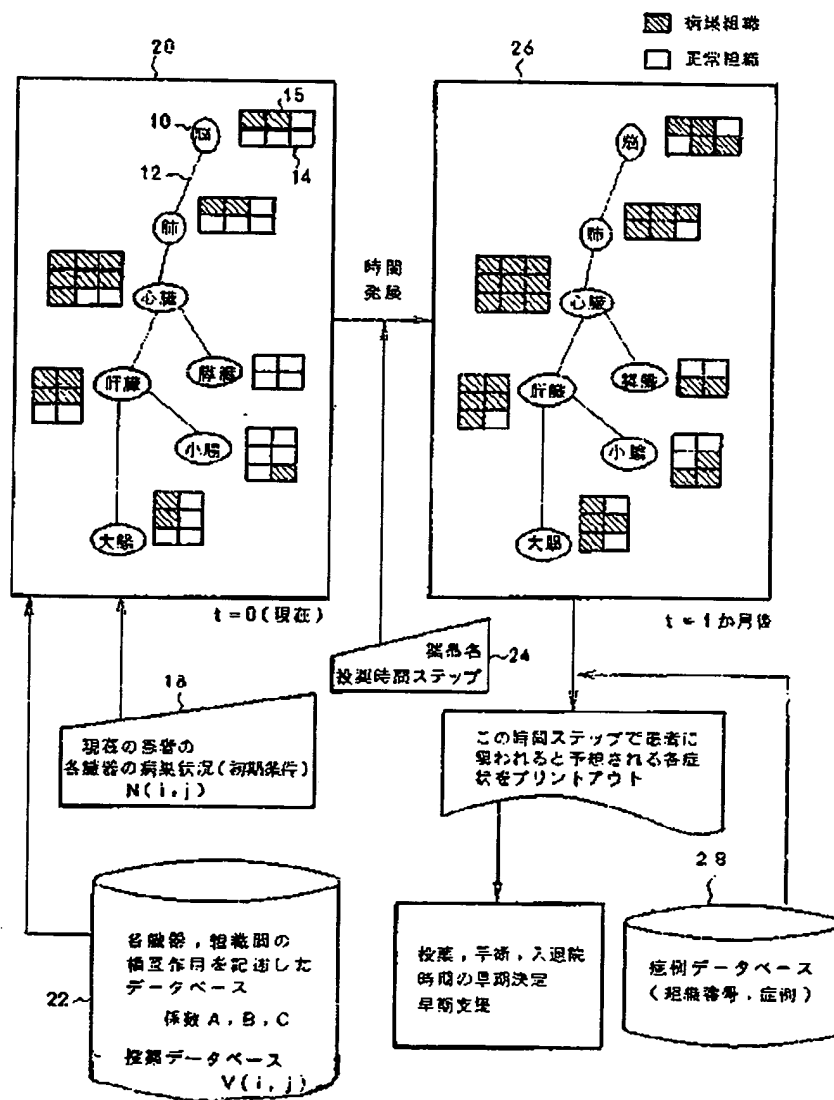 病巣組織
正常組織
20
26
15
10
脳
14
12
肺
心臓
肝臓
膵臓
小腸
大腸
t=0(現在)
時間
発展
脳
肺
心臓
肝臓
膵臓
小腸
大腸
t=1か月後
薬剤名
投薬時間ステップ
24
18
現在の患者の
各臓器の病巣状況(初期条件)
N(i,j)
この時間ステップで患者に
現われると予想される各症
状をプリントアウト
28
22
各臓器,組織間の
相互作用を記述した
データベース
係数A,B,C
投薬データベース
V(i,j)
投薬,手術,入退院
時間の早期決定
早期支援
症例データベース
(組織番号,症例)